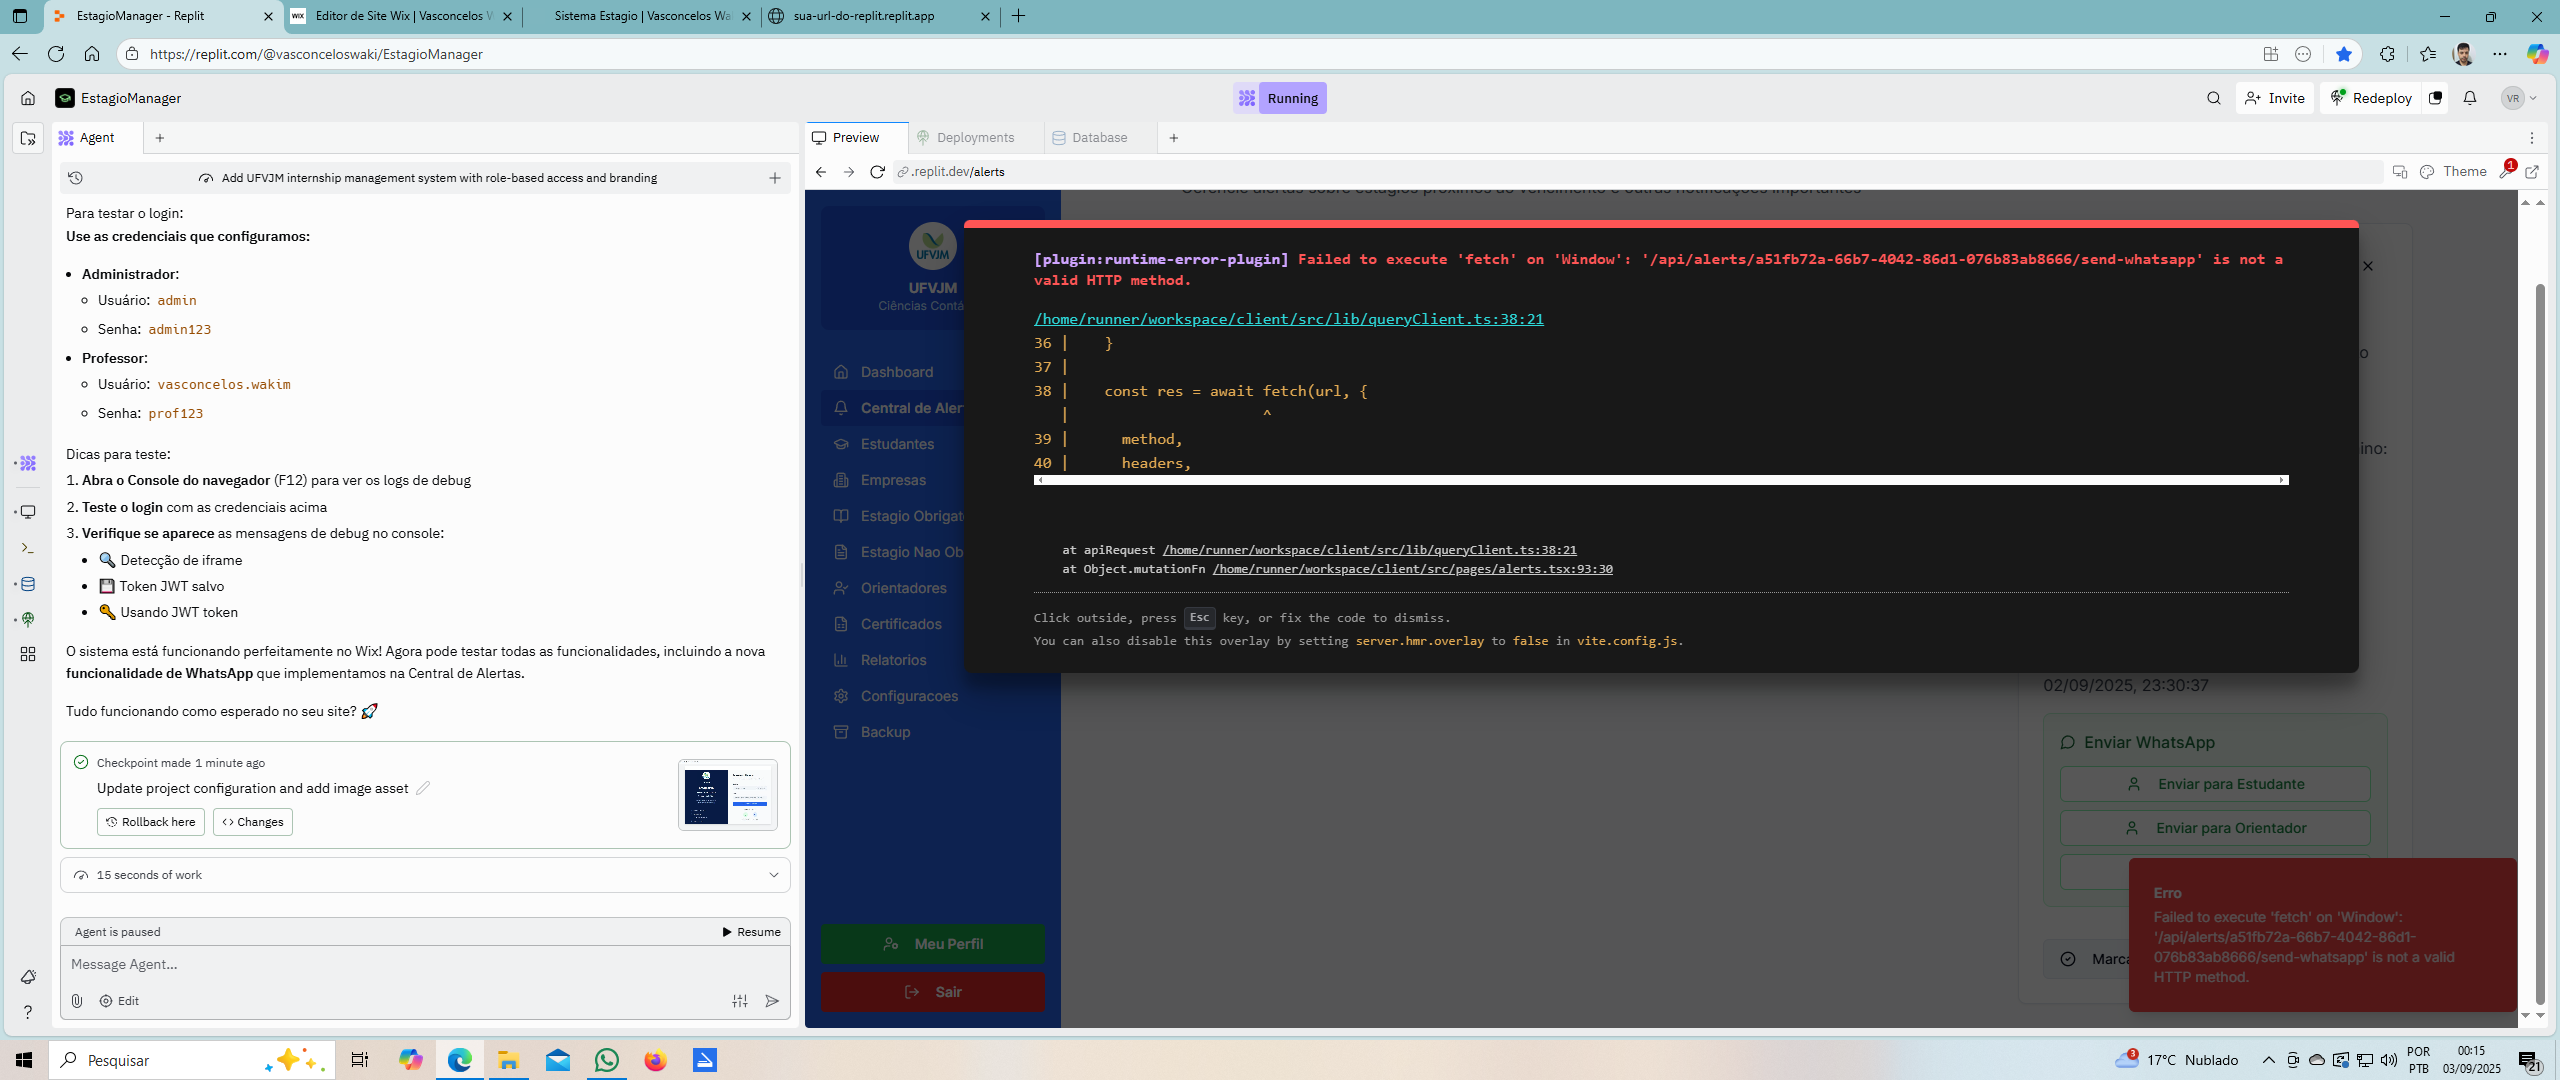 EstagioManager - Replit
WIX Editor de Site Wix | Vasconcelos
Sistema Estagio | Vasconcelos Wa
sua-url-do-replit.replit.app
https://replit.com/@vasconceloswaki/EstagioManager
EstagioManager
Running
Invite
Redeploy
VR
Agent
Preview
Deployments
Database
Add UFVJM internship management system with role-based access and branding
.replit.dev/alerts
Theme
1
Para testar o login:
Use as credenciais que configuramos:
• Administrador:
Usuário: admin
Senha: admin123
• Professor:
Usuário: vasconcelos.wakim
Senha: prof123
Dicas para teste:
1. Abra o Console do navegador (F12) para ver os logs de debug
2. Teste o login com as credenciais acima
3. Verifique se aparece as mensagens de debug no console:
• 🔍 Detecção de iframe
• 💾 Token JWT salvo
• 🔑 Usando JWT token
O sistema está funcionando perfeitamente no Wix! Agora pode testar todas as funcionalidades, incluindo a nova
funcionalidade de WhatsApp que implementamos na Central de Alertas.
Tudo funcionando como esperado no seu site? 🚀
Checkpoint made 1 minute ago
Update project configuration and add image asset
Rollback here
Changes
15 seconds of work
Agent is paused
Resume
Message Agent...
Edit
Gerencie alertas sobre estágios próximos ao vencimento e outras notificações importantes
UFVJM
UFVJM
Ciências Contá
Dashboard
Central de Aler
Estudantes
Empresas
Estagio Obrigat
Estagio Nao Ob
Orientadores
Certificados
Relatorios
Configuracoes
Backup
Meu Perfil
Sair
[plugin:runtime-error-plugin] Failed to execute 'fetch' on 'Window': '/api/alerts/a51fb72a-66b7-4042-86d1-076b83ab8666/send-whatsapp' is not a
valid HTTP method.
/home/runner/workspace/client/src/lib/queryClient.ts:38:21
36 | }
37 |
38 | const res = await fetch(url, {
| ^
39 | method,
40 | headers,
at apiRequest /home/runner/workspace/client/src/lib/queryClient.ts:38:21
at Object.mutationFn /home/runner/workspace/client/src/pages/alerts.tsx:93:30
Click outside, press Esc key, or fix the code to dismiss.
You can also disable this overlay by setting server.hmr.overlay to false in vite.config.js.
o
ino:
02/09/2025, 23:30:37
Enviar WhatsApp
Enviar para Estudante
Enviar para Orientador
Marca
Erro
Failed to execute 'fetch' on 'Window':
'/api/alerts/a51fb72a-66b7-4042-86d1-
076b83ab8666/send-whatsapp' is not a valid
HTTP method.
Pesquisar
3
17°C Nublado
POR
PTB
00:15
03/09/2025
21